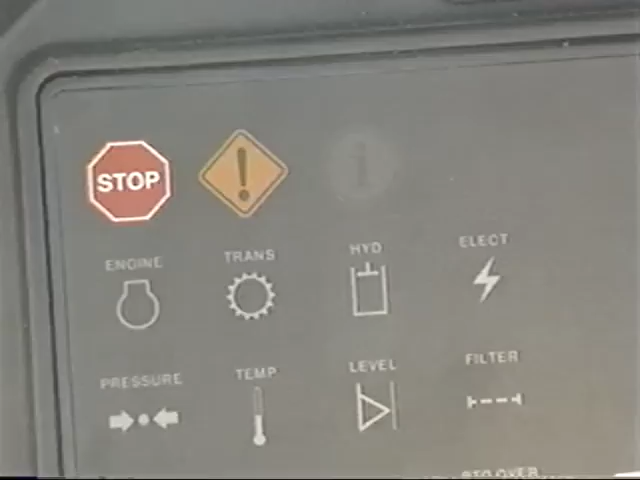 STOP ! i
ENGINE TRANS HYD ELECT
PRESSURE TEMP LEVEL FILTER